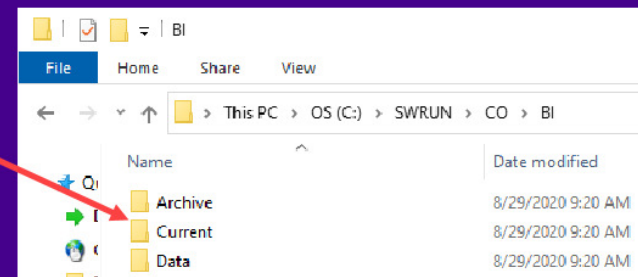 BI
File Home Share View
This PC > OS (C:) > SWRUN > CO > BI
Name Date modified
Archive 8/29/2020 9:20 AM
Current 8/29/2020 9:20 AM
Data 8/29/2020 9:20 AM